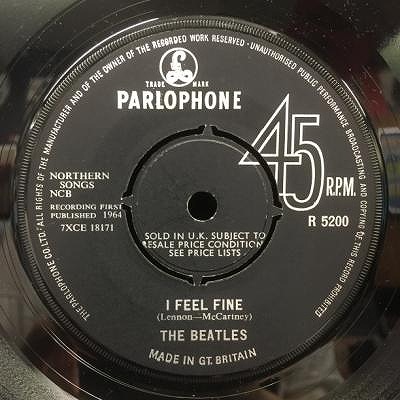 ALL RIGHTS OF THE MANUFACTURER AND OF THE OWNER OF THE RECORDED WORK RESERVED · UNAUTHORISED PUBLIC PERFORMANCE BROADCASTING AND COPYING OF THIS RECORD PROHIBITED
THE PARLOPHONE CO. LTD.
TRADE MARK
PARLOPHONE
45
R.P.M.
NORTHERN
SONGS
NCB
R 5200
RECORDING FIRST
PUBLISHED 1964
7XCE 18171
SOLD IN U.K. SUBJECT TO
RESALE PRICE CONDITIONS
SEE PRICE LISTS
I FEEL FINE
(Lennon—McCartney)
THE BEATLES
MADE IN GT. BRITAIN